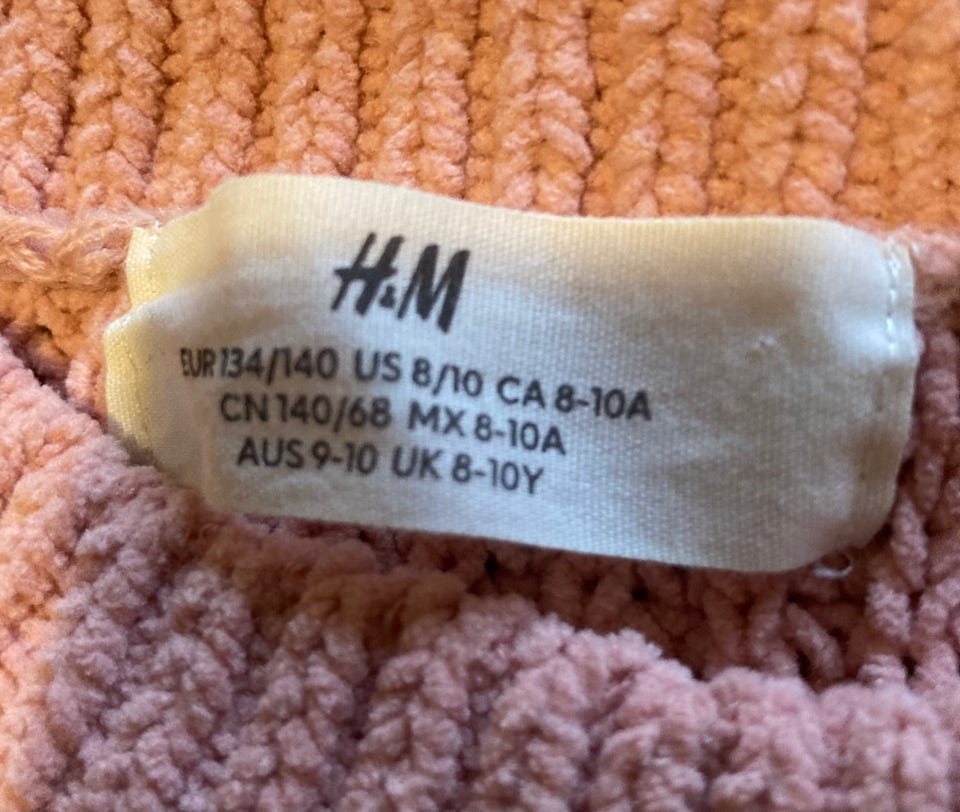 H&M
EUR 134/140 US 8/10 CA 8-10A
CN 140/68 MX 8-10A
AUS 9-10 UK 8-10Y